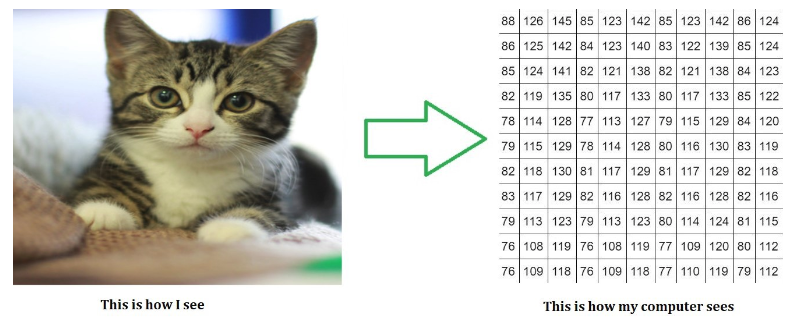 88 126 145 85 123 142 85 123 142 86 124
86 125 142 84 123 140 83 122 139 85 124
85 124 141 82 121 138 82 121 138 84 123
82 119 135 80 117 133 80 117 133 85 122
78 114 128 77 113 127 79 115 129 84 120
79 115 129 78 114 128 80 116 130 83 119
82 118 130 81 117 129 81 117 129 82 118
83 117 129 82 116 128 82 116 128 82 116
79 113 123 79 113 123 80 114 124 81 115
76 108 119 76 108 119 77 109 120 80 112
76 109 118 76 109 118 77 110 119 79 112
This is how I see
This is how my computer sees